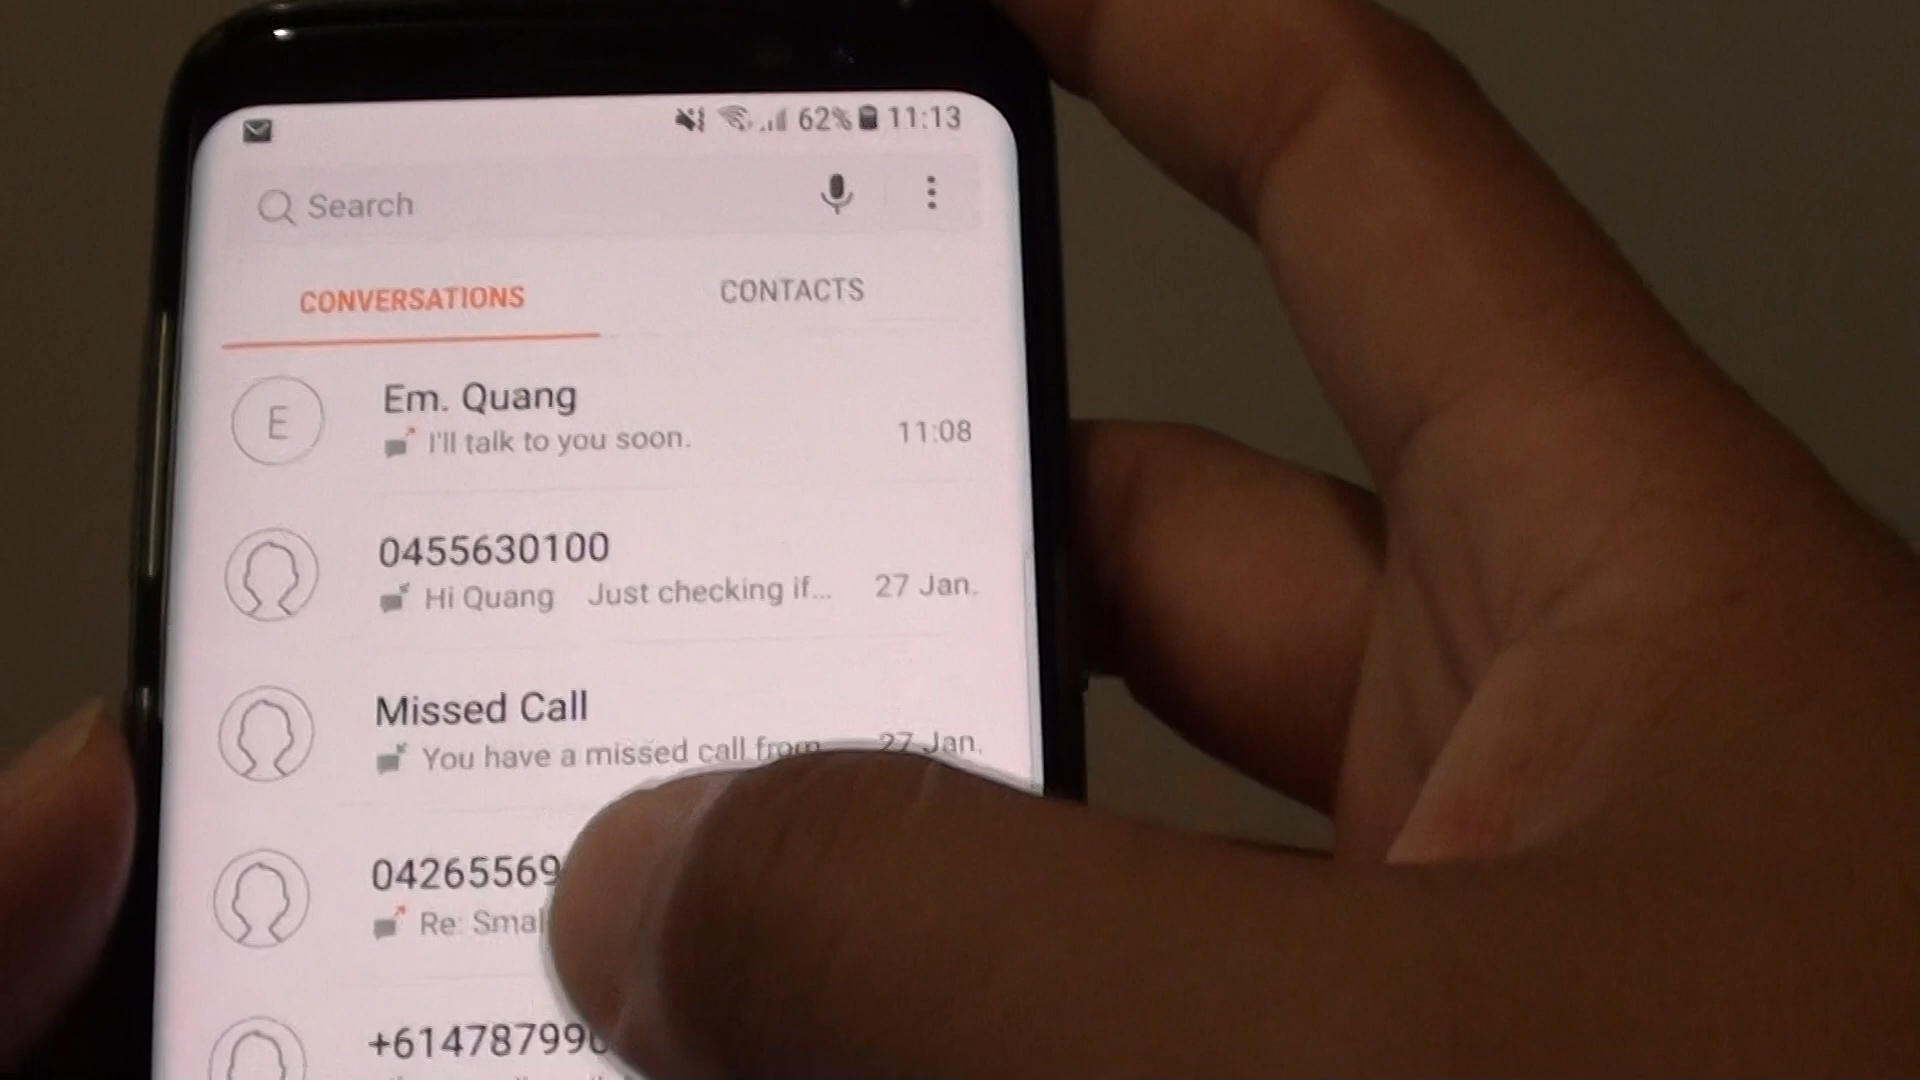 62% 11:13
Search
CONVERSATIONS CONTACTS
E
Em. Quang
I'll talk to you soon. 11:08
0455630100
Hi Quang Just checking if... 27 Jan.
Missed Call
You have a missed call from 27 Jan.
04265569
Re: Smal
+61478799